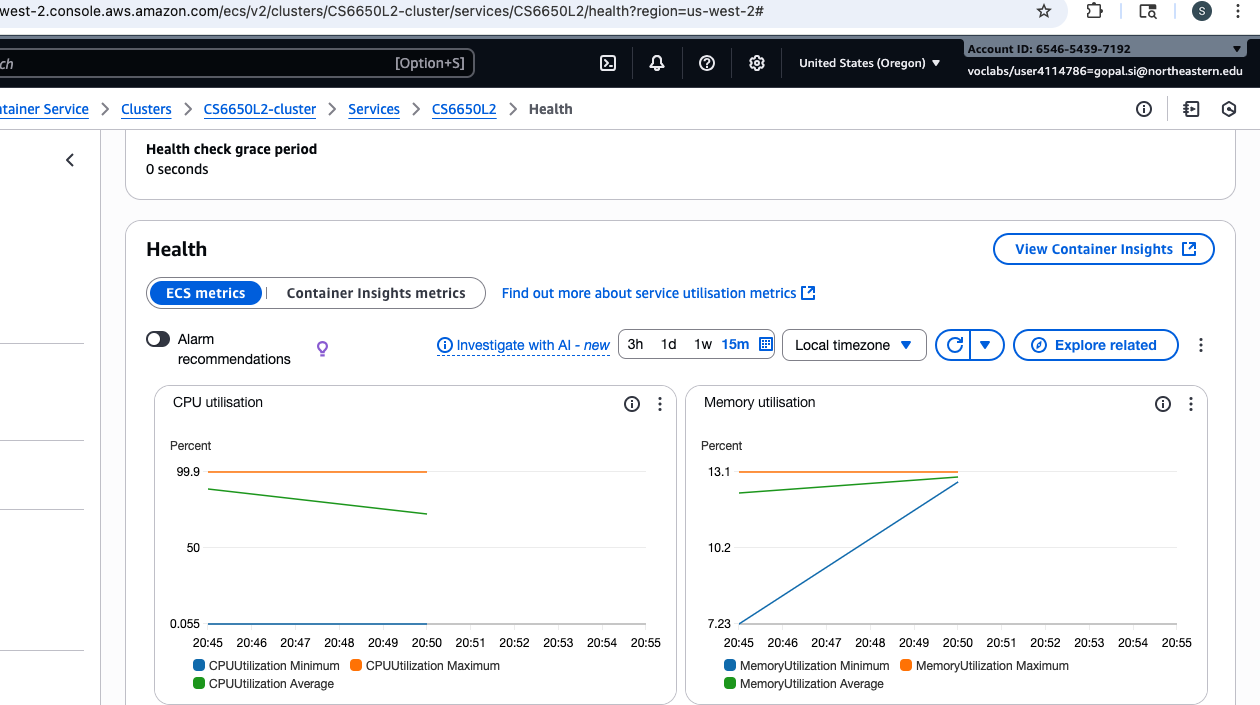 west-2.console.aws.amazon.com/ecs/v2/clusters/CS6650L2-cluster/services/CS6650L2/health?region=us-west-2#
S
ch
[Option+S]
United States (Oregon)
Account ID: 6546-5439-7192
voclabs/user4114786=gopal.si@northeastern.edu
ntainer Service
Clusters
CS6650L2-cluster
Services
CS6650L2
Health
Health check grace period
0 seconds
Health
View Container Insights
ECS metrics
Container Insights metrics
Find out more about service utilisation metrics
Alarm
recommendations
Investigate with AI - new
3h 1d 1w 15m
Local timezone
Explore related
CPU utilisation
Percent
99.9
50
0.055
20:45 20:46 20:47 20:48 20:49 20:50 20:51 20:52 20:53 20:54 20:55
CPUUtilization Minimum CPUUtilization Maximum
CPUUtilization Average
Memory utilisation
Percent
13.1
10.2
7.23
20:45 20:46 20:47 20:48 20:49 20:50 20:51 20:52 20:53 20:54 20:55
MemoryUtilization Minimum MemoryUtilization Maximum
MemoryUtilization Average